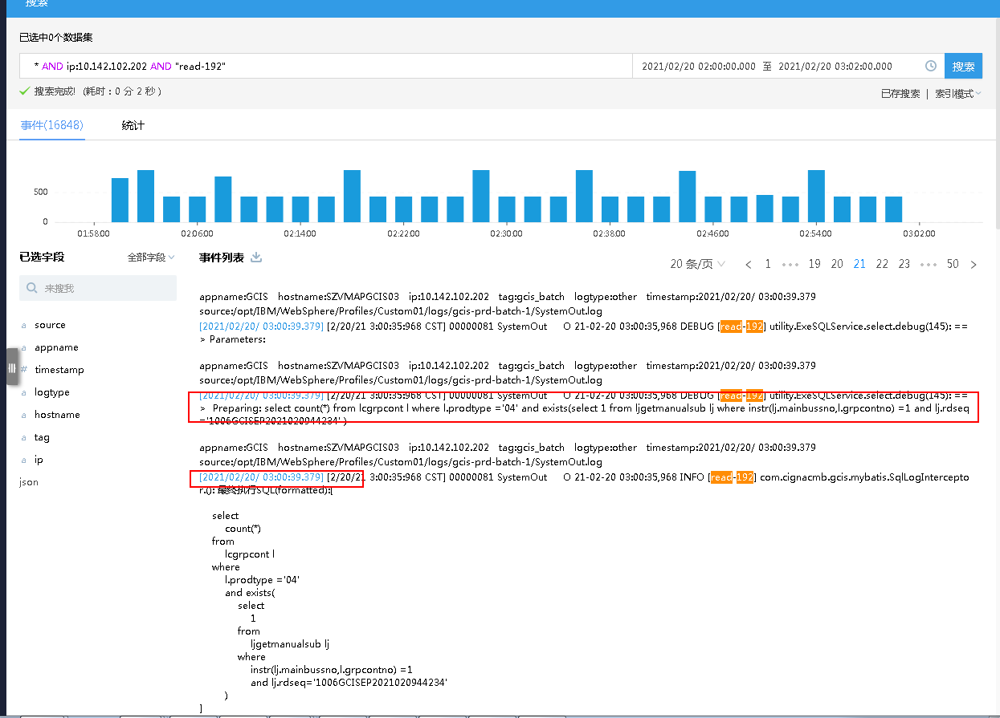 搜索
已选中0个数据集
* AND ip:10.142.102.202 AND "read-192"
2021/02/20 02:00:00.000 至 2021/02/20 03:02:00.000
搜索
搜索完成! (耗时：0 分 2 秒)
已存搜索 | 索引模式
事件(16848) 统计
500
0
01:58:00 02:06:00 02:14:00 02:22:00 02:30:00 02:38:00 02:46:00 02:54:00 03:02:00
已选字段 全部字段
来搜我
a source
a appname
# timestamp
a logtype
a hostname
a tag
a ip
json
事件列表
20 条/页 < 1 ••• 19 20 21 22 23 ••• 50 >
appname:GCIS hostname:SZVMAPGCIS03 ip:10.142.102.202 tag:gcis_batch logtype:other timestamp:2021/02/20/ 03:00:39.379
source:/opt/IBM/WebSphere/Profiles/Custom01/logs/gcis-prd-batch-1/SystemOut.log
[2021/02/20/ 03:00:39.379] [2/20/21 3:00:35:968 CST] 00000081 SystemOut O 21-02-20 03:00:35,968 DEBUG [read-192] utility.ExeSQLService.select.debug(145): ==
> Parameters:
appname:GCIS hostname:SZVMAPGCIS03 ip:10.142.102.202 tag:gcis_batch logtype:other timestamp:2021/02/20/ 03:00:39.379
source:/opt/IBM/WebSphere/Profiles/Custom01/logs/gcis-prd-batch-1/SystemOut.log
[2021/02/20/ 03:00:39.379] [2/20/21 3:00:35:968 CST] 00000081 SystemOut O 21-02-20 03:00:35,968 DEBUG [read-192] utility.ExeSQLService.select.debug(145): ==
> Preparing: select count(*) from lcgrpcont l where l.prodtype ='04' and exists(select 1 from ljgetmanualsub lj where instr(lj.mainbussno,l.grpcontno) =1 and lj.rdseq
='1006GCISEP2021020944234' )
appname:GCIS hostname:SZVMAPGCIS03 ip:10.142.102.202 tag:gcis_batch logtype:other timestamp:2021/02/20/ 03:00:39.379
source:/opt/IBM/WebSphere/Profiles/Custom01/logs/gcis-prd-batch-1/SystemOut.log
[2021/02/20/ 03:00:39.379] [2/20/21 3:00:35:968 CST] 00000081 SystemOut O 21-02-20 03:00:35,968 INFO [read-192] com.cignacmb.gcis.mybatis.SqlLogIntercepto
r.(): 最终执行SQL(formatted):[
select
count(*)
from
lcgrpcont l
where
l.prodtype ='04'
and exists(
select
1
from
ljgetmanualsub lj
where
instr(lj.mainbussno,l.grpcontno) =1
and lj.rdseq='1006GCISEP2021020944234'
)
]